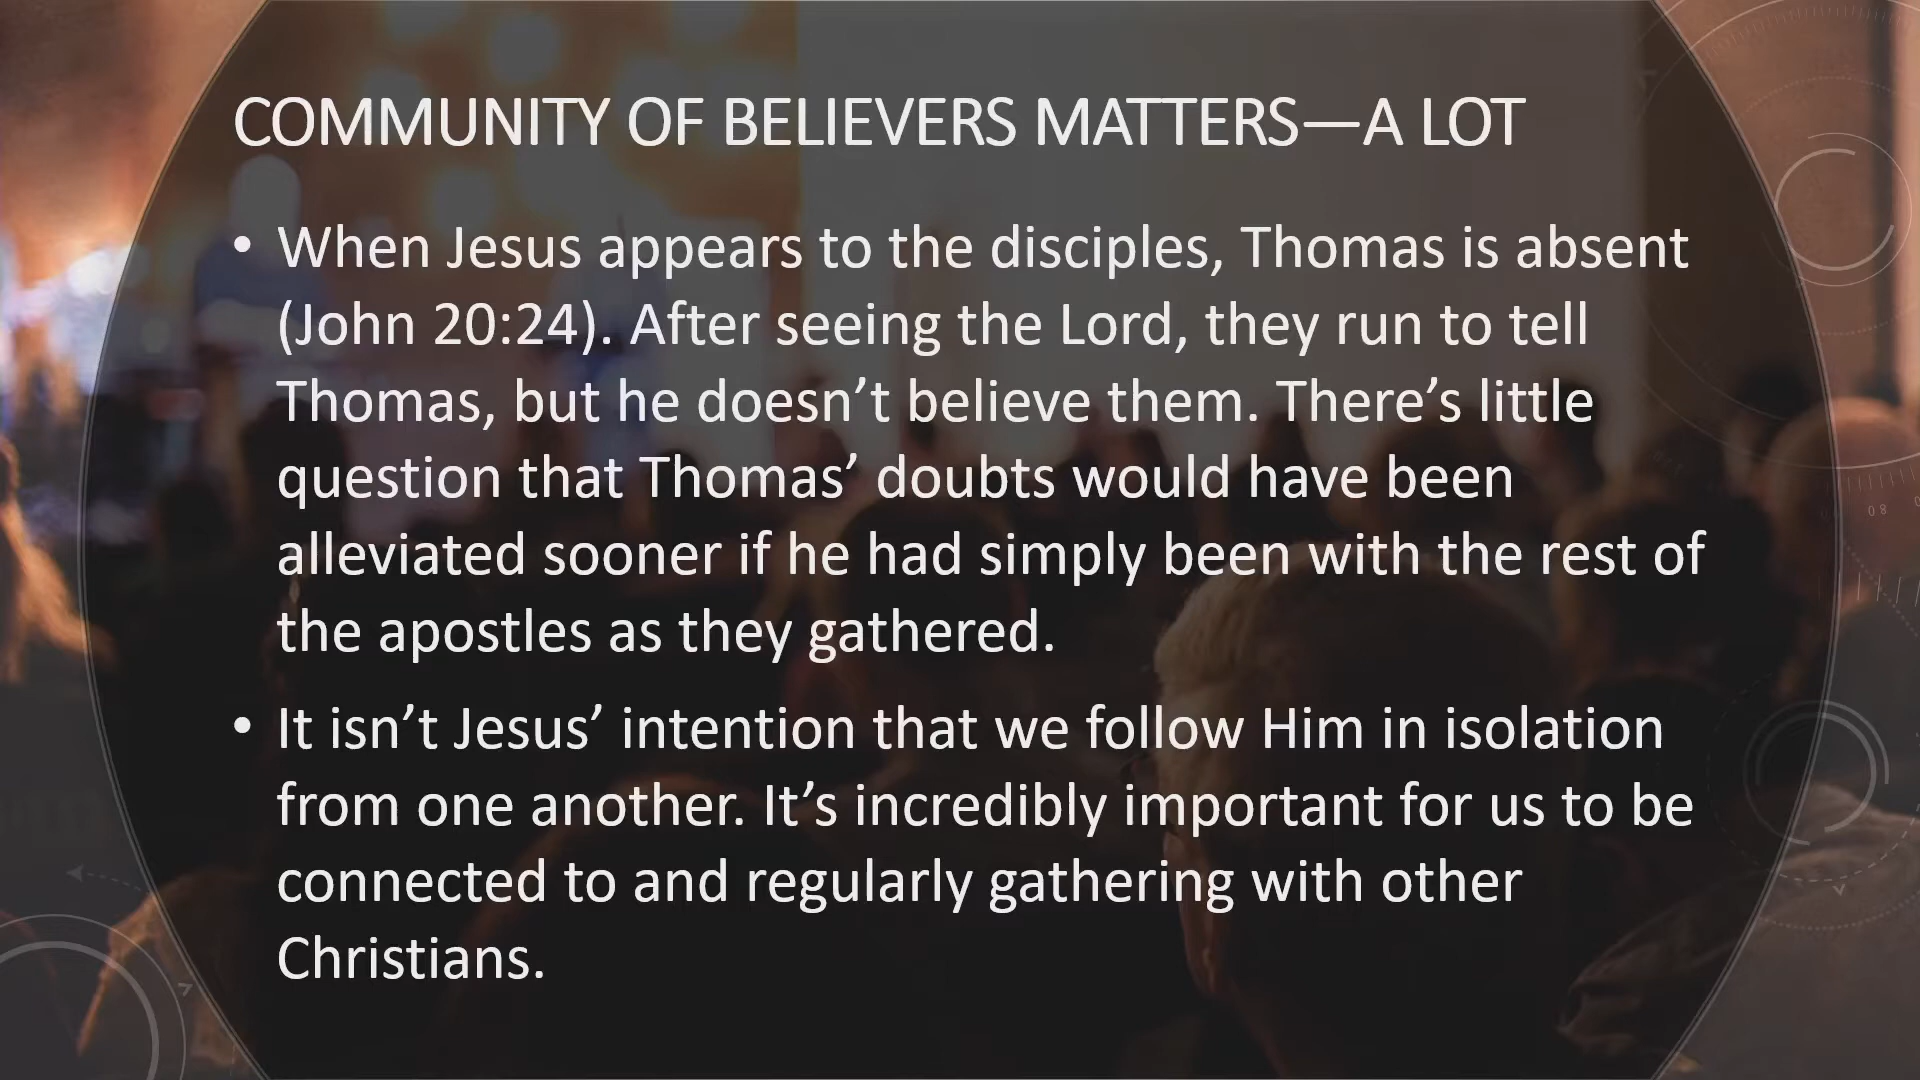 COMMUNITY OF BELIEVERS MATTERS—A LOT
• When Jesus appears to the disciples, Thomas is absent
(John 20:24). After seeing the Lord, they run to tell
Thomas, but he doesn’t believe them. There’s little
question that Thomas’ doubts would have been
alleviated sooner if he had simply been with the rest of
the apostles as they gathered.
• It isn’t Jesus’ intention that we follow Him in isolation
from one another. It’s incredibly important for us to be
connected to and regularly gathering with other
Christians.
80